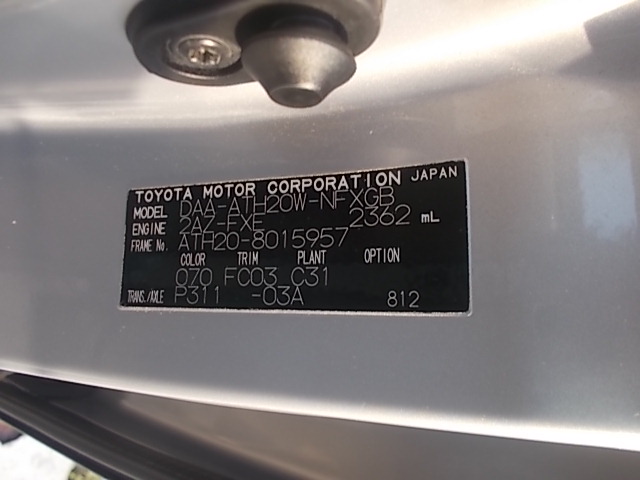 TOYOTA MOTOR CORPORATION JAPAN
MODEL DAA-ATH20W-NFXGB
ENGINE 2AZ-FXE 2362 mL
FRAME No. ATH20-8015957
COLOR TRIM PLANT OPTION
070 FC03 C31
TRANS./AXLE P311 -03A 812